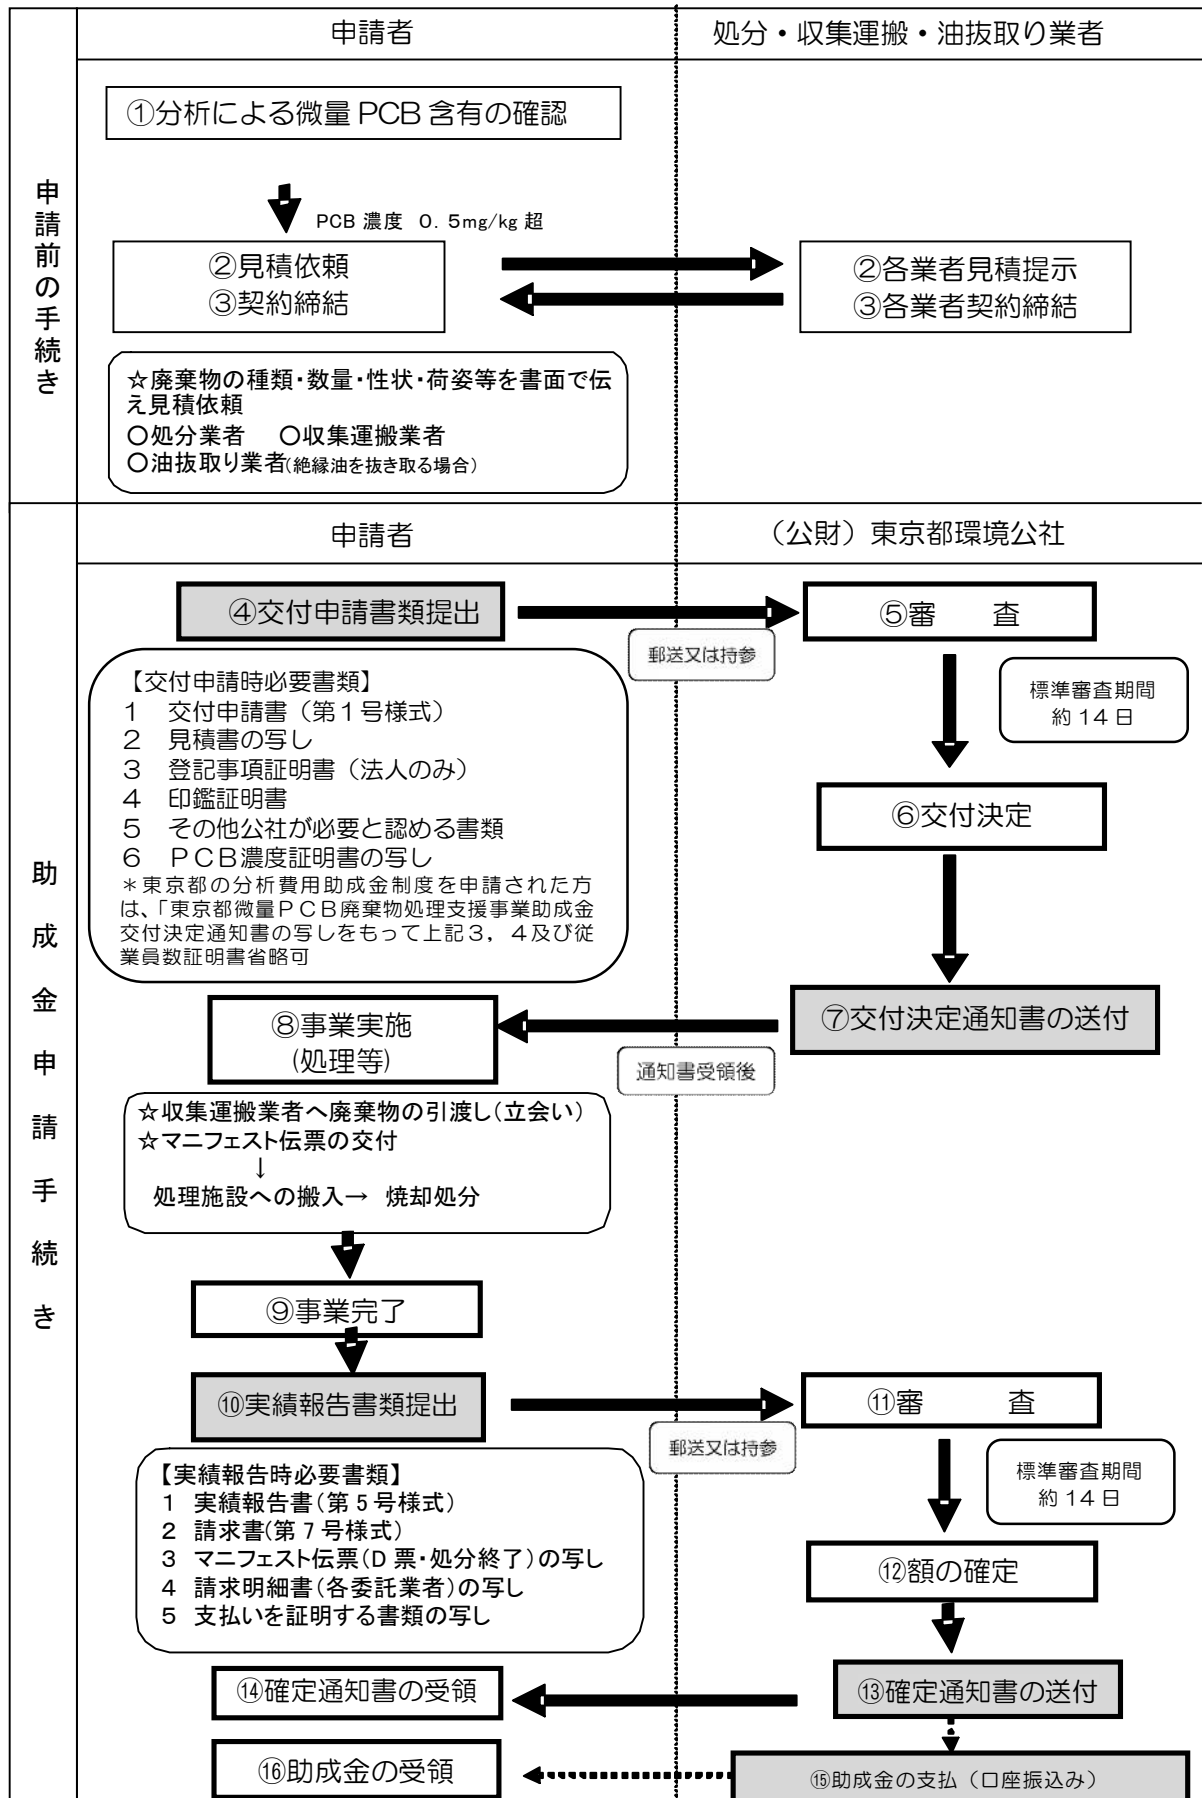 申請者
処分・収集運搬・油抜取り業者
申請前の手続き
①分析による微量 PCB 含有の確認
PCB 濃度 0.5mg/kg 超
②見積依頼
③契約締結
②各業者見積提示
③各業者契約締結
☆廃棄物の種類・数量・性状・荷姿等を書面で伝
え見積依頼
○処分業者 ○収集運搬業者
○油抜取り業者(絶縁油を抜き取る場合)
助成金申請手続き
申請者
(公財)東京都環境公社
④交付申請書類提出
郵送又は持参
⑤審 査
標準審査期間
約 14 日
【交付申請時必要書類】
1 交付申請書(第1号様式)
2 見積書の写し
3 登記事項証明書(法人のみ)
4 印鑑証明書
5 その他公社が必要と認める書類
6 PCB濃度証明書の写し
*東京都の分析費用助成金制度を申請された方
は、「東京都微量PCB廃棄物処理支援事業助成金
交付決定通知書の写しをもって上記3,4及び従
業員数証明書省略可
⑥交付決定
⑦交付決定通知書の送付
通知書受領後
⑧事業実施
(処理等)
☆収集運搬業者へ廃棄物の引渡し(立会い)
☆マニフェスト伝票の交付
↓
処理施設への搬入→ 焼却処分
⑨事業完了
⑩実績報告書類提出
郵送又は持参
⑪審 査
標準審査期間
約 14 日
【実績報告時必要書類】
1 実績報告書(第5号様式)
2 請求書(第7号様式)
3 マニフェスト伝票(D 票・処分終了)の写し
4 請求明細書(各委託業者)の写し
5 支払いを証明する書類の写し
⑫額の確定
⑬確定通知書の送付
⑭確定通知書の受領
⑮助成金の支払(口座振込み)
⑯助成金の受領